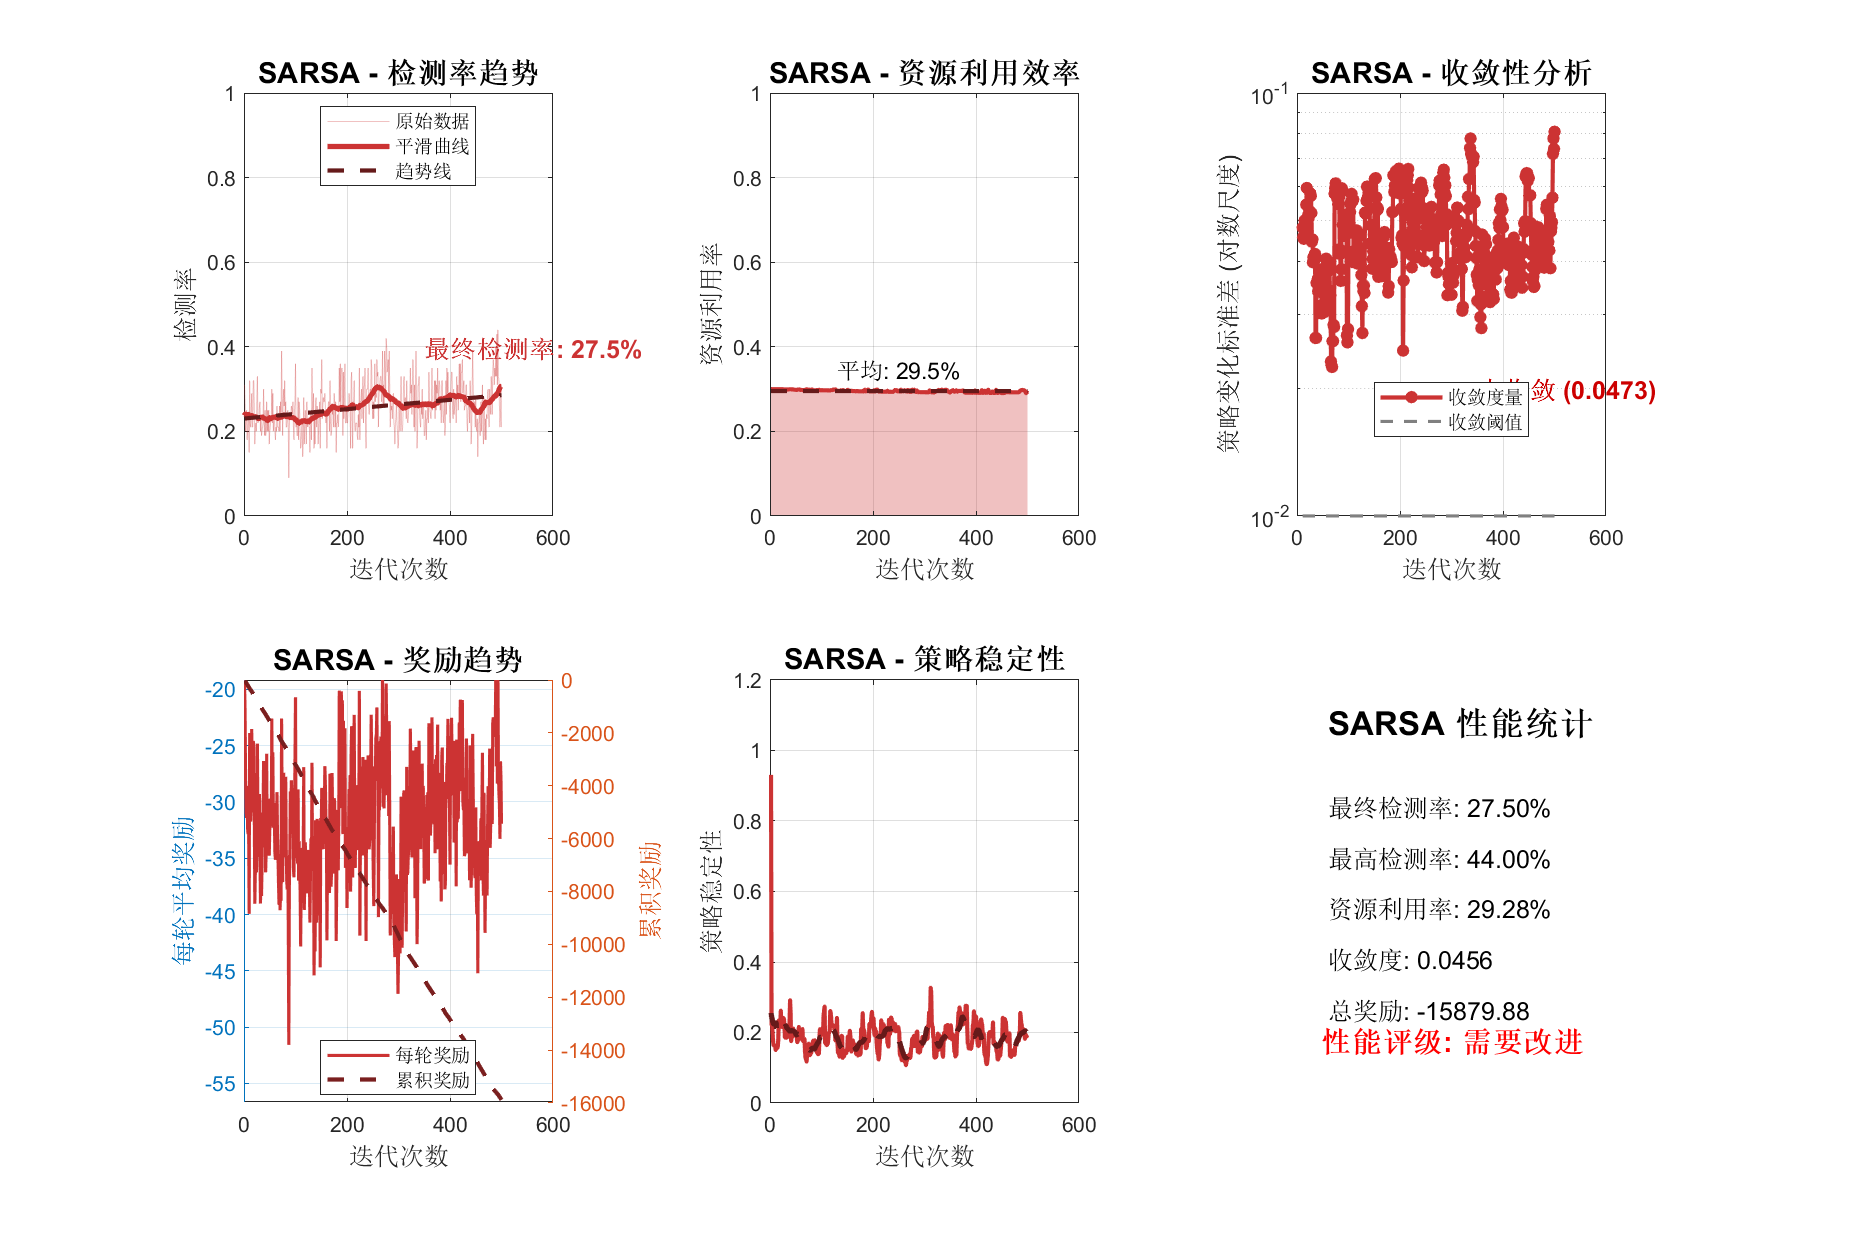 SARSA - 检测率趋势
1
0.8
0.6
0.4
0.2
0
0
200
400
600
检测率
迭代次数
原始数据
平滑曲线
趋势线
最终检测率: 27.5%
SARSA - 资源利用效率
1
0.8
0.6
0.4
0.2
0
0
200
400
600
资源利用率
迭代次数
平均: 29.5%
SARSA - 收敛性分析
10-1
10-2
0
200
400
600
策略变化标准差 (对数尺度)
迭代次数
收敛度量
收敛阈值
敛 (0.0473)
SARSA - 奖励趋势
-20
-25
-30
-35
-40
-45
-50
-55
0
-2000
-4000
-6000
-8000
-10000
-12000
-14000
-16000
0
200
400
600
每轮平均奖励
累积奖励
迭代次数
每轮奖励
累积奖励
SARSA - 策略稳定性
1.2
1
0.8
0.6
0.4
0.2
0
0
200
400
600
策略稳定性
迭代次数
SARSA 性能统计
最终检测率: 27.50%
最高检测率: 44.00%
资源利用率: 29.28%
收敛度: 0.0456
总奖励: -15879.88
性能评级: 需要改进